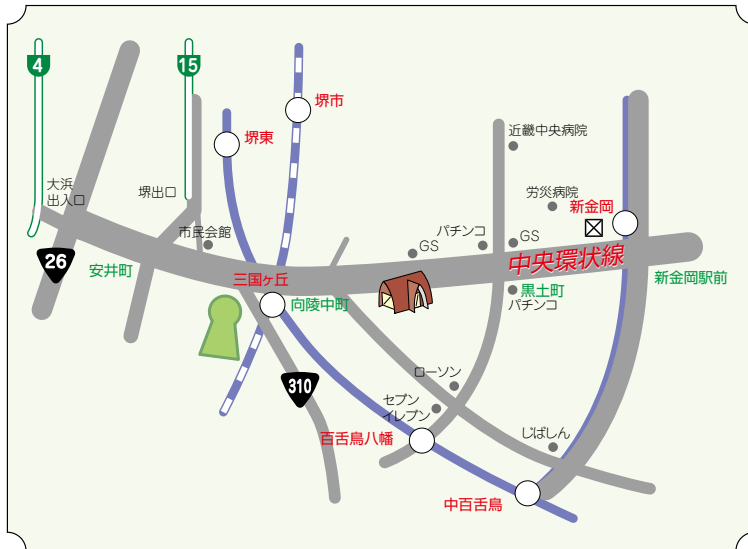 4
15
堺市
堺東
近畿中央病院
大浜
出入口
堺出口
労災病院
新金岡
市民会館
パチンコ
GS
GS
中央環状線
26
安井町
三国ヶ丘
向陵中町
黒土町
パチンコ
新金岡駅前
310
ローソン
セブン
イレブン
百舌鳥八幡
じばしん
中百舌鳥